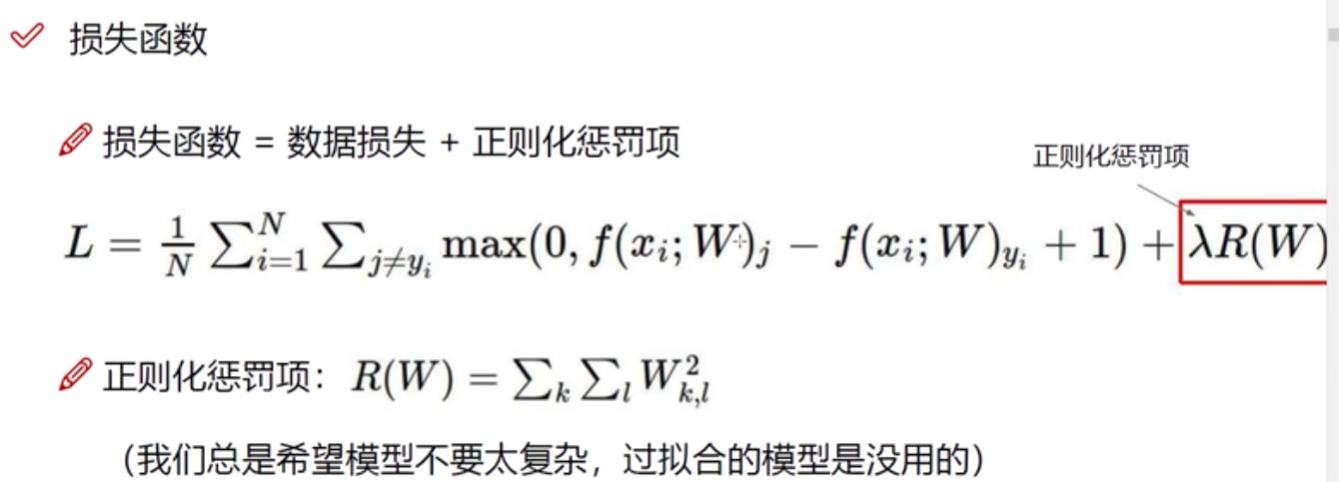 损失函数
损失函数 = 数据损失 + 正则化惩罚项
正则化惩罚项
L = \frac{1}{N} \sum_{i=1}^{N} \sum_{j \neq y_i} \max(0, f(x_i; W)_j - f(x_i; W)_{y_i} + 1) + \lambda R(W)
正则化惩罚项： R(W) = \sum_k \sum_l W_{k,l}^2
（我们总是希望模型不要太复杂，过拟合的模型是没用的）